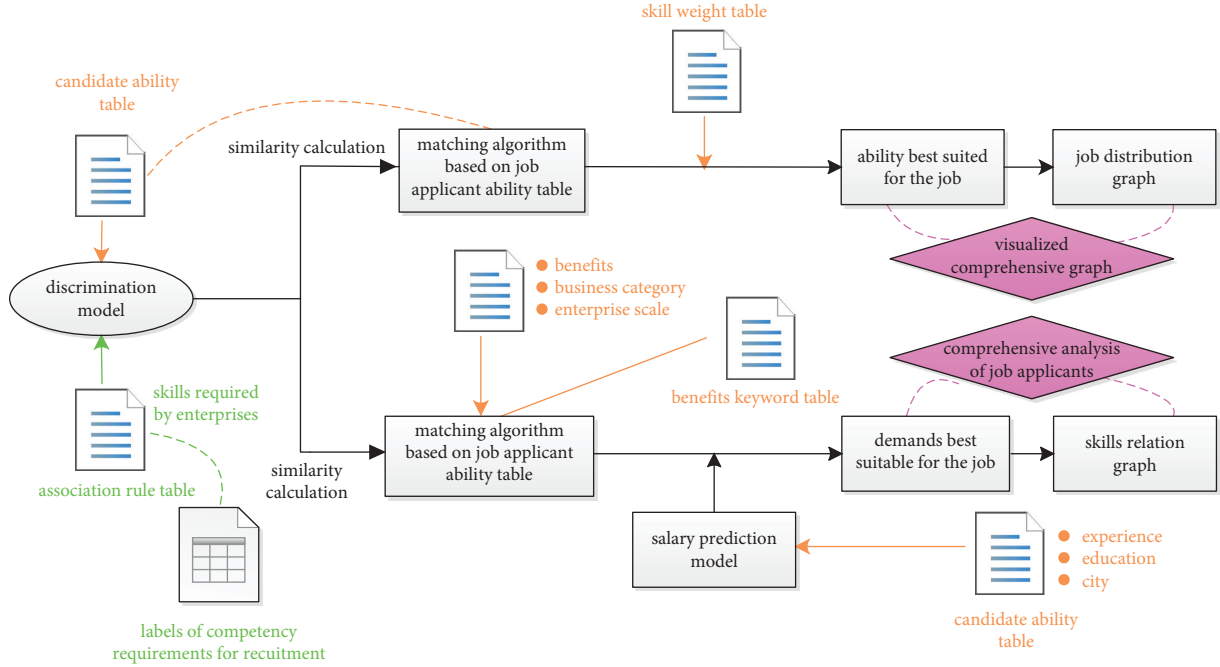 skill weight table
candidate ability
table
similarity calculation
matching algorithm
based on job
applicant ability table
ability best suited
for the job
job distribution
graph
visualized
comprehensive graph
discrimination
model
benefits
business category
enterprise scale
comprehensive analysis
of job applicants
skills required
by enterprises
benefits keyword table
matching algorithm
based on job applicant
ability table
demands best
suitable for the job
skills relation
graph
similarity
calculation
association rule table
salary prediction
model
experience
education
city
candidate ability
table
labels of competency
requirements for recuitment